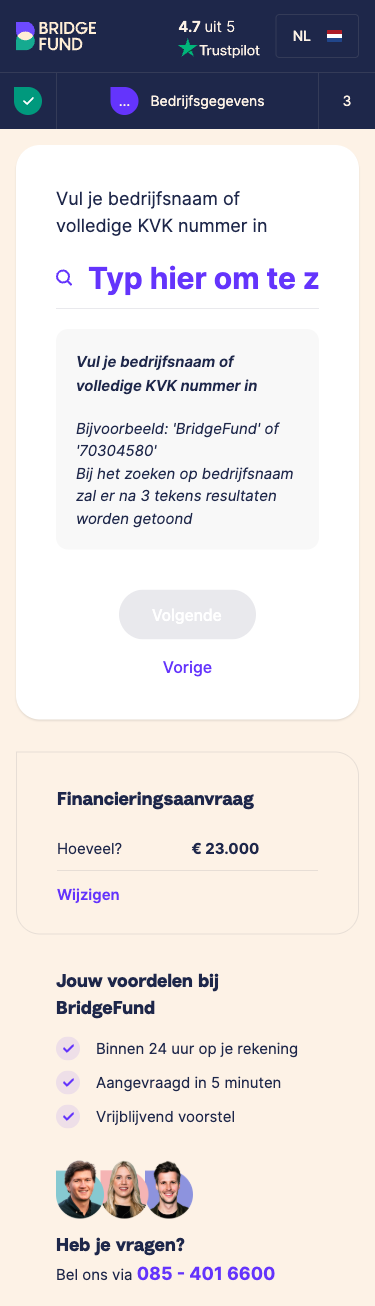 BRIDGE
FUND
4.7 uit 5
Trustpilot
NL
...
Bedrijfsgegevens
3
Vul je bedrijfsnaam of
volledige KVK nummer in
Typ hier om te z
Vul je bedrijfsnaam of
volledige KVK nummer in
Bijvoorbeeld: 'BridgeFund' of
'70304580'
Bij het zoeken op bedrijfsnaam
zal er na 3 tekens resultaten
worden getoond
Volgende
Vorige
Financieringsaanvraag
Hoeveel? € 23.000
Wijzigen
Jouw voordelen bij
BridgeFund
Binnen 24 uur op je rekening
Aangevraagd in 5 minuten
Vrijblijvend voorstel
Heb je vragen?
Bel ons via 085 - 401 6600